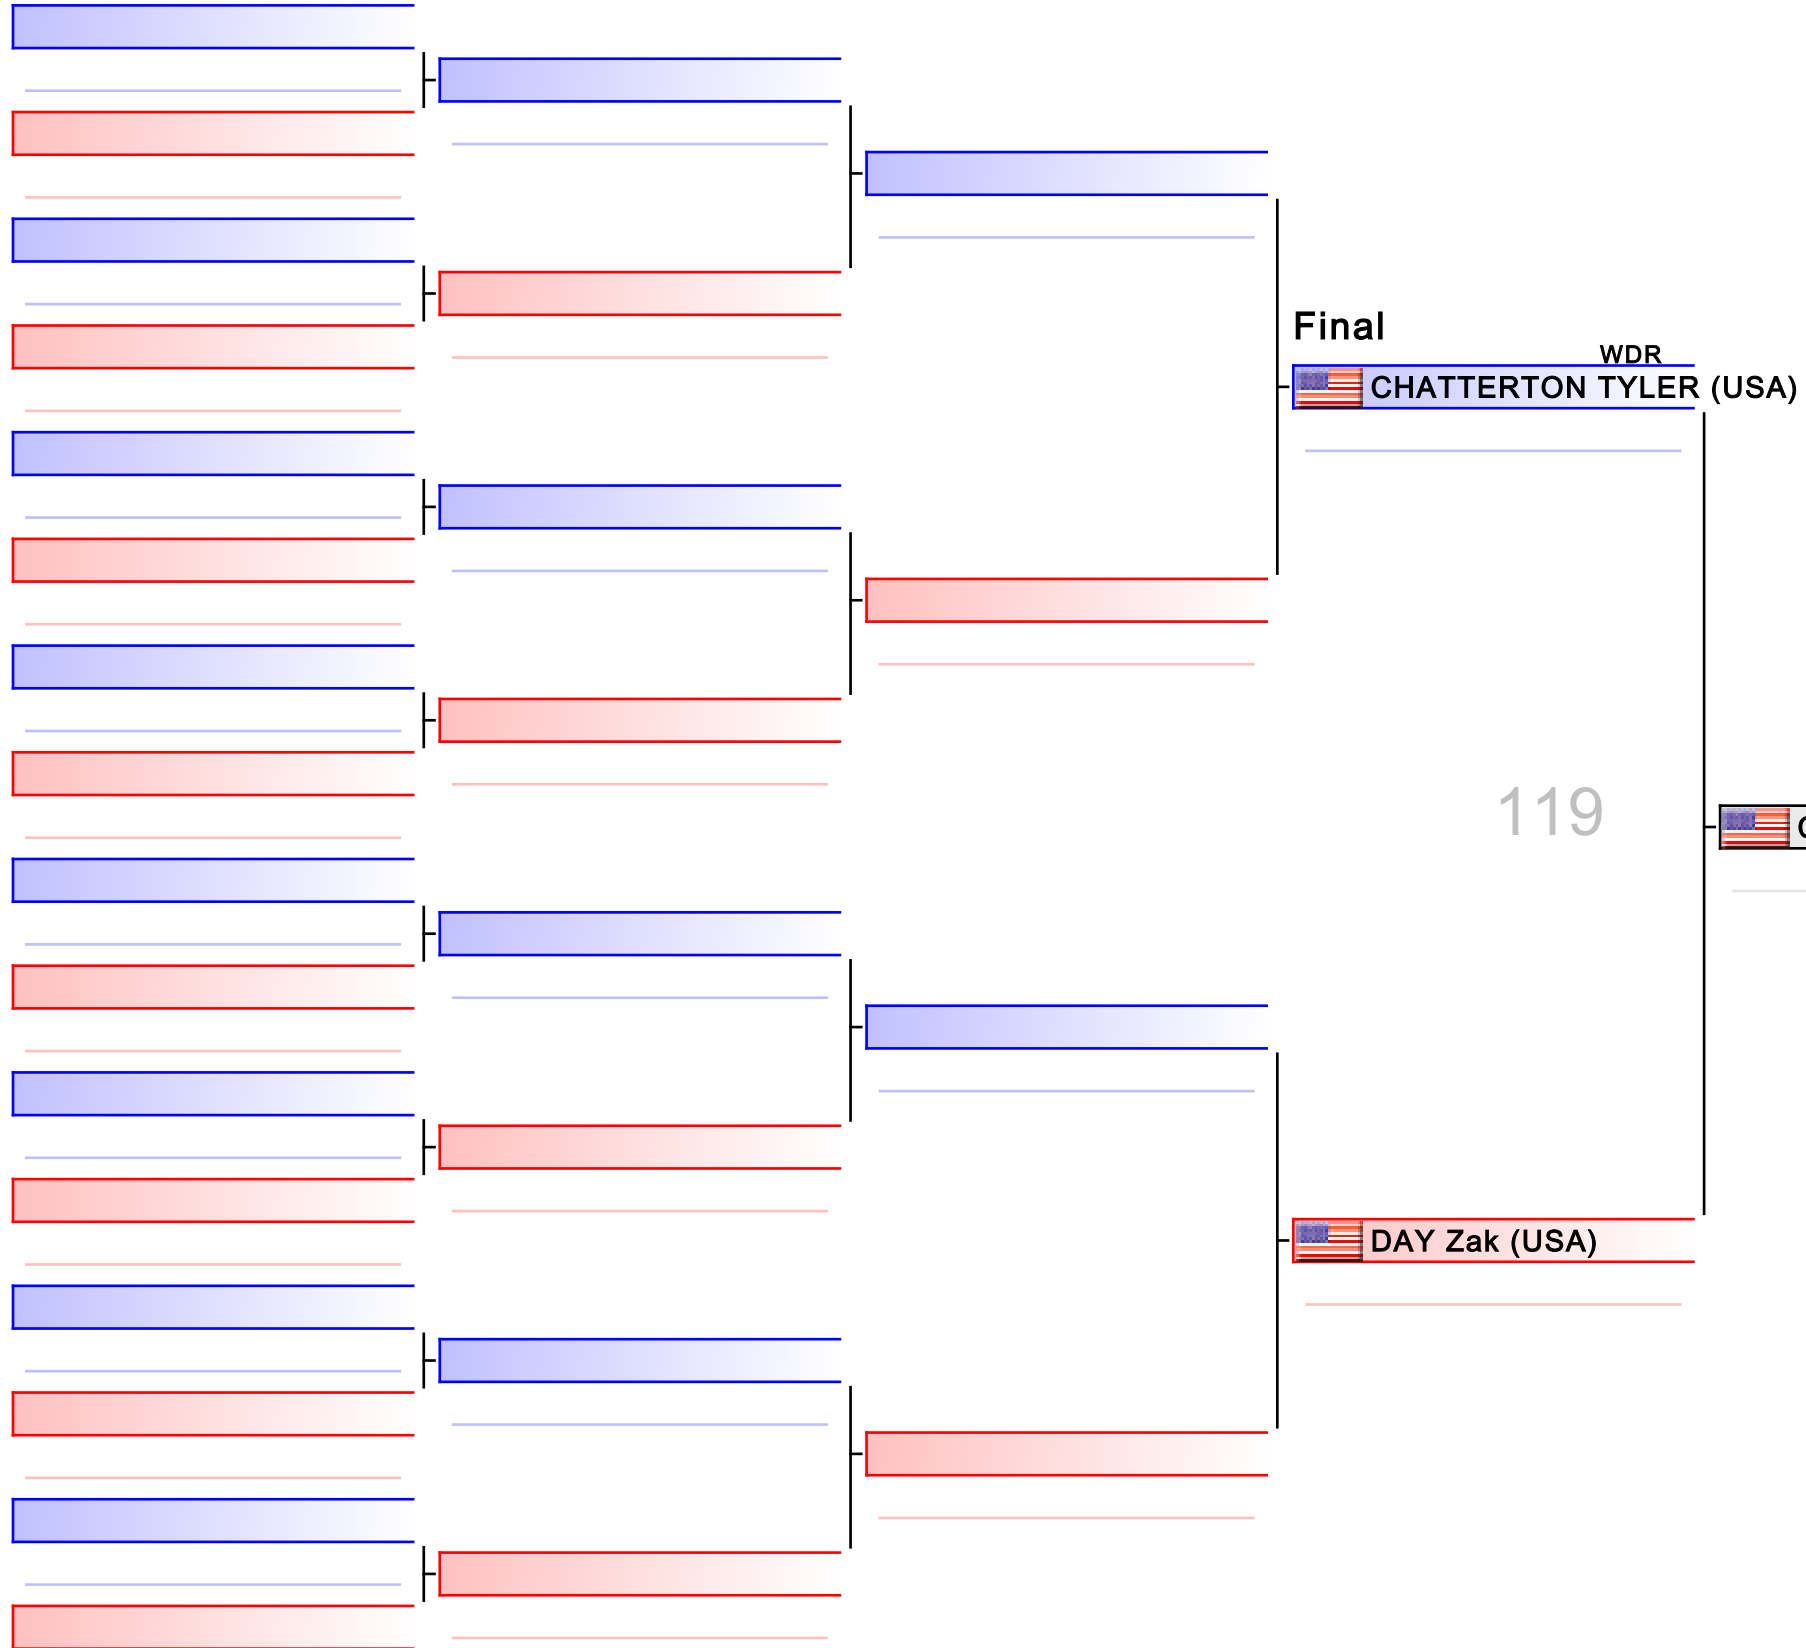 Final
WDR
CHATTERTON TYLER (USA)
119
DAY Zak (USA)